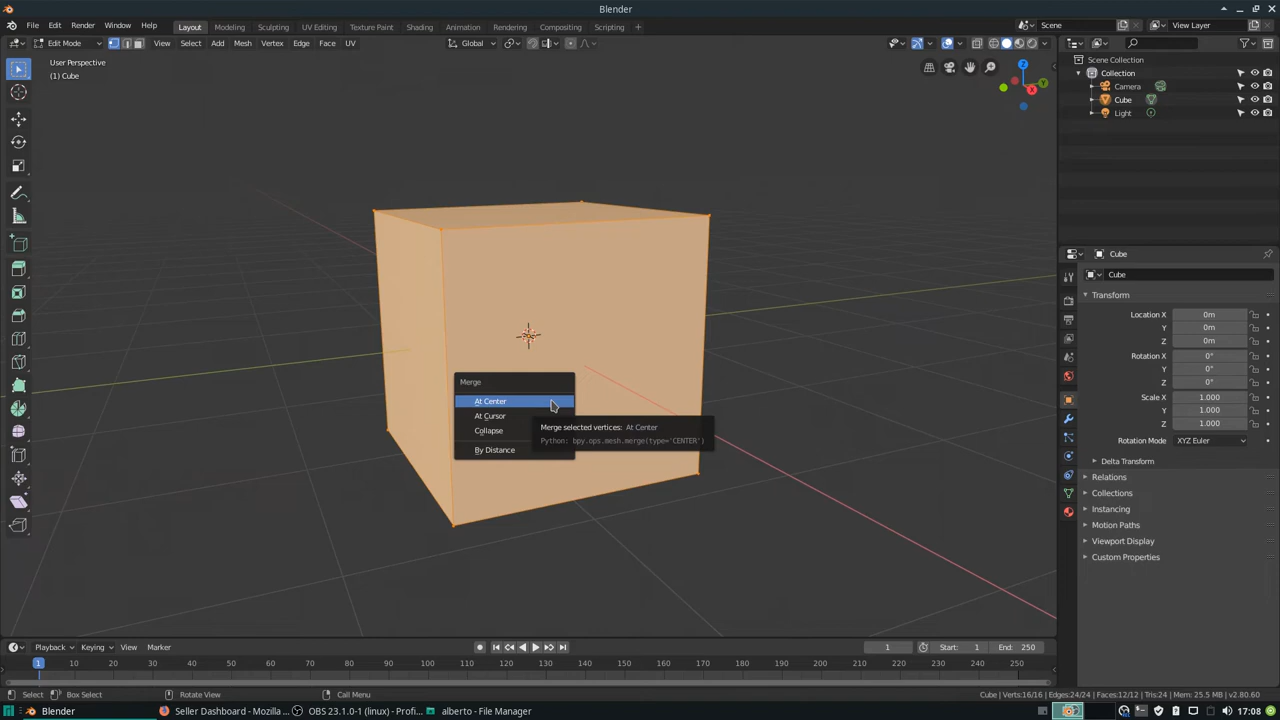 Blender
File Edit Render Window Help Layout Modeling Sculpting UV Editing Texture Paint Shading Animation Rendering Compositing Scripting Scene View Layer
Edit Mode View Select Add Mesh Vertex Edge Face UV Global
User Perspective
(1) Cube
Z
Y
X
Scene Collection
Collection
Camera
Cube
Light
Merge
At Center
At Cursor
Collapse
By Distance
Merge selected vertices: At Center
Python: bpy.ops.mesh.merge(type='CENTER')
Cube
Cube
Transform
Location X 0m
Y 0m
Z 0m
Rotation X 0°
Y 0°
Z 0°
Scale X 1.000
Y 1.000
Z 1.000
Rotation Mode XYZ Euler
Delta Transform
Relations
Collections
Instancing
Motion Paths
Viewport Display
Custom Properties
Playback Keying View Marker 1 Start: 1 End: 250
1 10 20 30 40 50 60 70 80 90 100 110 120 130 140 150 160 170 180 190 200 210 220 230 240 250
Select Box Select Rotate View Call Menu Cube | Verts:16/16 | Edges:24/24 | Faces:12/12 | Tris:24 | Mem: 25.5 MB | v2.80.60
Blender Seller Dashboard - Mozilla ... OBS 23.1.0-1 (linux) - Profi... alberto - File Manager 17:08